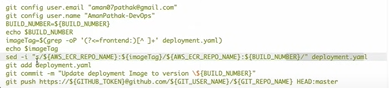 git config user.email "aman07pathak@gmail.com"
git config user.name "AmanPathak-DevOps"
BUILD_NUMBER=${BUILD_NUMBER}
echo $BUILD_NUMBER
imageTag=$(grep -oP '(?<=frontend:)[^ ]+' deployment.yaml)
echo $imageTag
sed -i "s/${AWS_ECR_REPO_NAME}:${imageTag}/${AWS_ECR_REPO_NAME}:${BUILD_NUMBER}/" deployment.yaml
git add deployment.yaml
git commit -m "Update deployment Image to version \${BUILD_NUMBER}"
git push https://${GITHUB_TOKEN}@github.com/${GIT_USER_NAME}/${GIT_REPO_NAME} HEAD:master